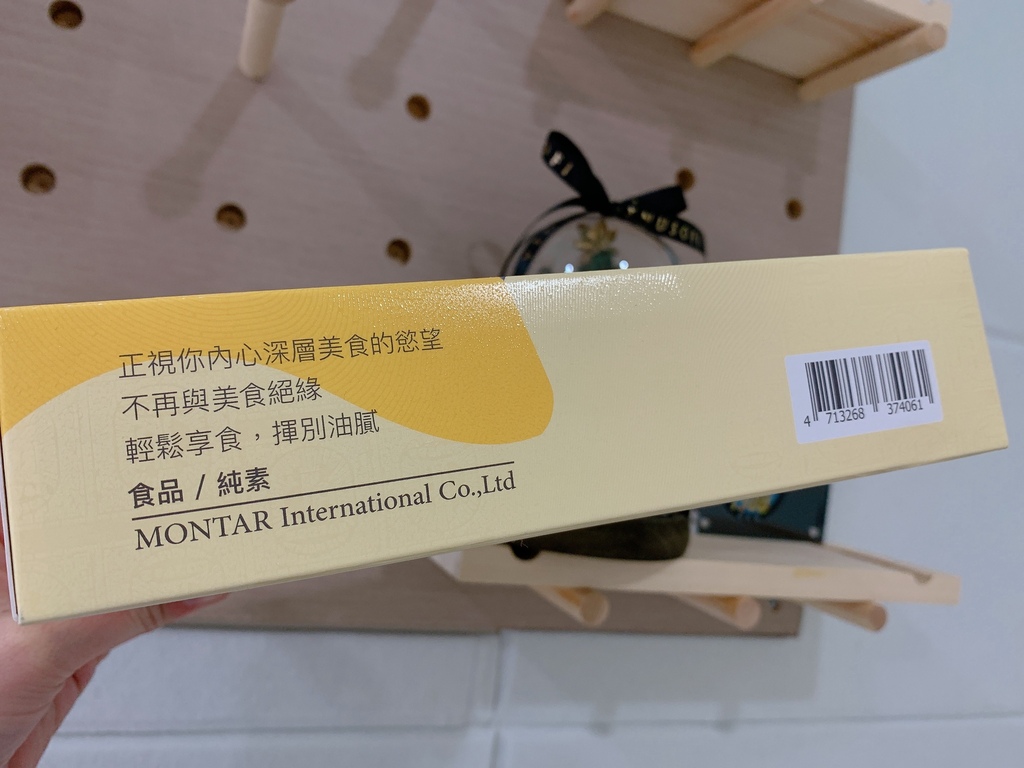 正視你內心深層美食的慾望
不再與美食絕緣
輕鬆享食，揮別油膩
食品 / 純素
MONTAR International Co.,Ltd
4 713268 374061